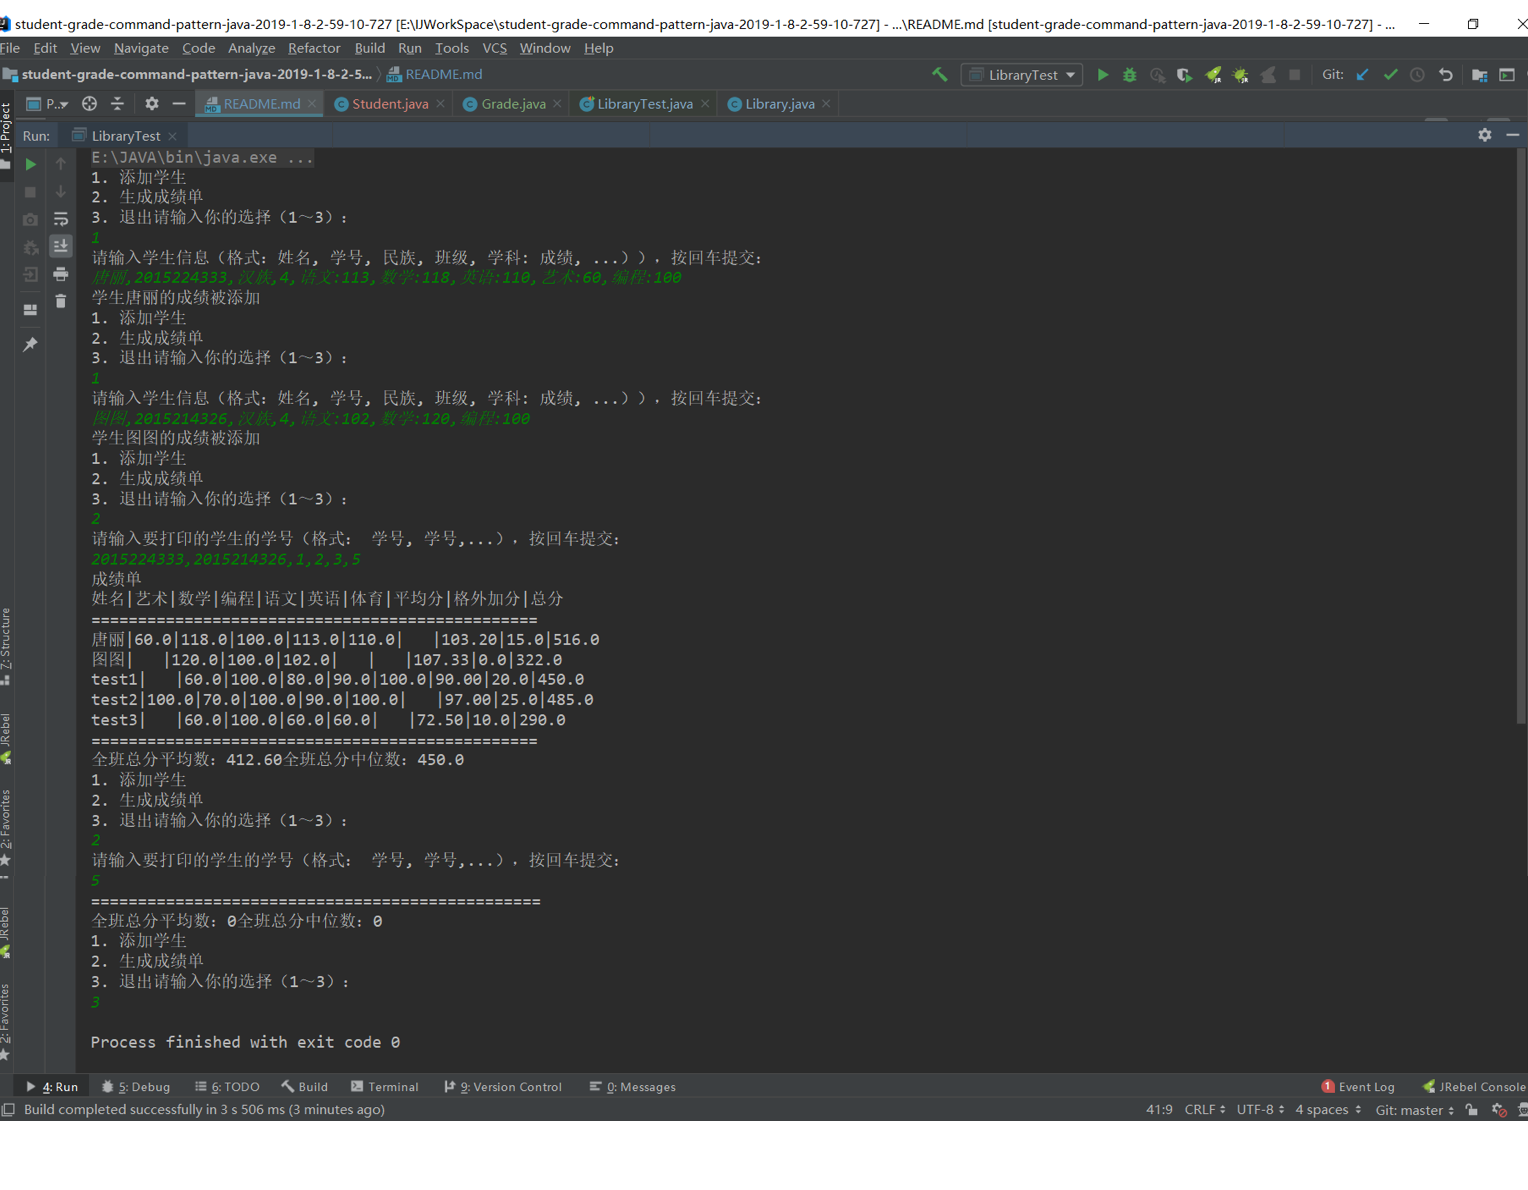 student-grade-command-pattern-java-2019-1-8-2-59-10-727 [E:\IJWorkSpace\student-grade-command-pattern-java-2019-1-8-2-59-10-727] - ...\README.md [student-grade-command-pattern-java-2019-1-8-2-59-10-727] - ...
File Edit View Navigate Code Analyze Refactor Build Run Tools VCS Window Help
student-grade-command-pattern-java-2019-1-8-2-5... README.md LibraryTest Git:
P.. README.md Student.java Grade.java LibraryTest.java Library.java
1: Project
Run: LibraryTest
E:\JAVA\bin\java.exe ...
1. 添加学生
2. 生成成绩单
3. 退出请输入你的选择（1～3）:
1
请输入学生信息（格式: 姓名, 学号, 民族, 班级, 学科: 成绩, ...)), 按回车提交:
唐丽,2015224333,汉族,4,语文:113,数学:118,英语:110,艺术:60,编程:100
学生唐丽的成绩被添加
1. 添加学生
2. 生成成绩单
3. 退出请输入你的选择（1～3）:
1
请输入学生信息（格式: 姓名, 学号, 民族, 班级, 学科: 成绩, ...)), 按回车提交:
图图,2015214326,汉族,4,语文:102,数学:120,编程:100
学生图图的成绩被添加
1. 添加学生
2. 生成成绩单
3. 退出请输入你的选择（1～3）:
2
请输入要打印的学生的学号（格式: 学号, 学号,...), 按回车提交:
2015224333,2015214326,1,2,3,5
成绩单
姓名|艺术|数学|编程|语文|英语|体育|平均分|格外加分|总分
================================================
唐丽|60.0|118.0|100.0|113.0|110.0|   |103.20|15.0|516.0
图图|   |120.0|100.0|102.0|   |   |107.33|0.0|322.0
test1|   |60.0|100.0|80.0|90.0|100.0|90.00|20.0|450.0
test2|100.0|70.0|100.0|90.0|100.0|   |97.00|25.0|485.0
test3|   |60.0|100.0|60.0|60.0|   |72.50|10.0|290.0
================================================
全班总分平均数: 412.60全班总分中位数: 450.0
1. 添加学生
2. 生成成绩单
3. 退出请输入你的选择（1～3）:
2
请输入要打印的学生的学号（格式: 学号, 学号,...), 按回车提交:
5
================================================
全班总分平均数: 0全班总分中位数: 0
1. 添加学生
2. 生成成绩单
3. 退出请输入你的选择（1～3）:
3
Process finished with exit code 0
Z: Structure
JRebel
2: Favorites
JRebel
2: Favorites
4: Run 5: Debug 6: TODO Build Terminal 9: Version Control 0: Messages 1 Event Log JRebel Console
Build completed successfully in 3 s 506 ms (3 minutes ago) 41:9 CRLF UTF-8 4 spaces Git: master